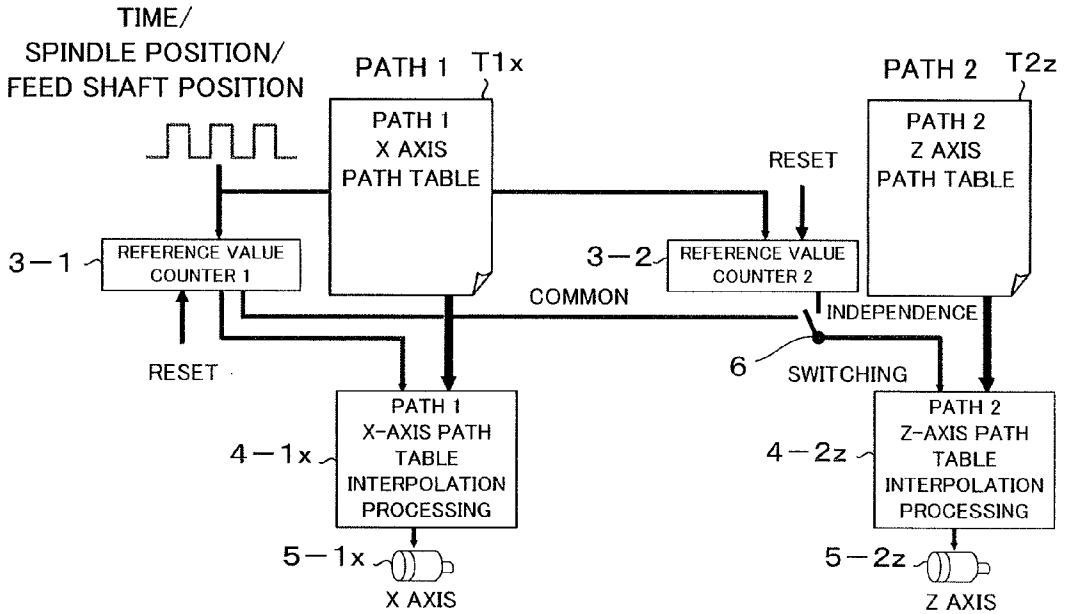 TIME/
SPINDLE POSITION/
FEED SHAFT POSITION
PATH 1
T1x
PATH 2
T2z
PATH 1
X AXIS
PATH TABLE
RESET
PATH 2
Z AXIS
PATH TABLE
3-1
REFERENCE VALUE
COUNTER 1
3-2
REFERENCE VALUE
COUNTER 2
COMMON
INDEPENDENCE
RESET
6
SWITCHING
4-1x
PATH 1
X-AXIS PATH
TABLE
INTERPOLATION
PROCESSING
4-2z
PATH 2
Z-AXIS PATH
TABLE
INTERPOLATION
PROCESSING
5-1x
X AXIS
5-2z
Z AXIS